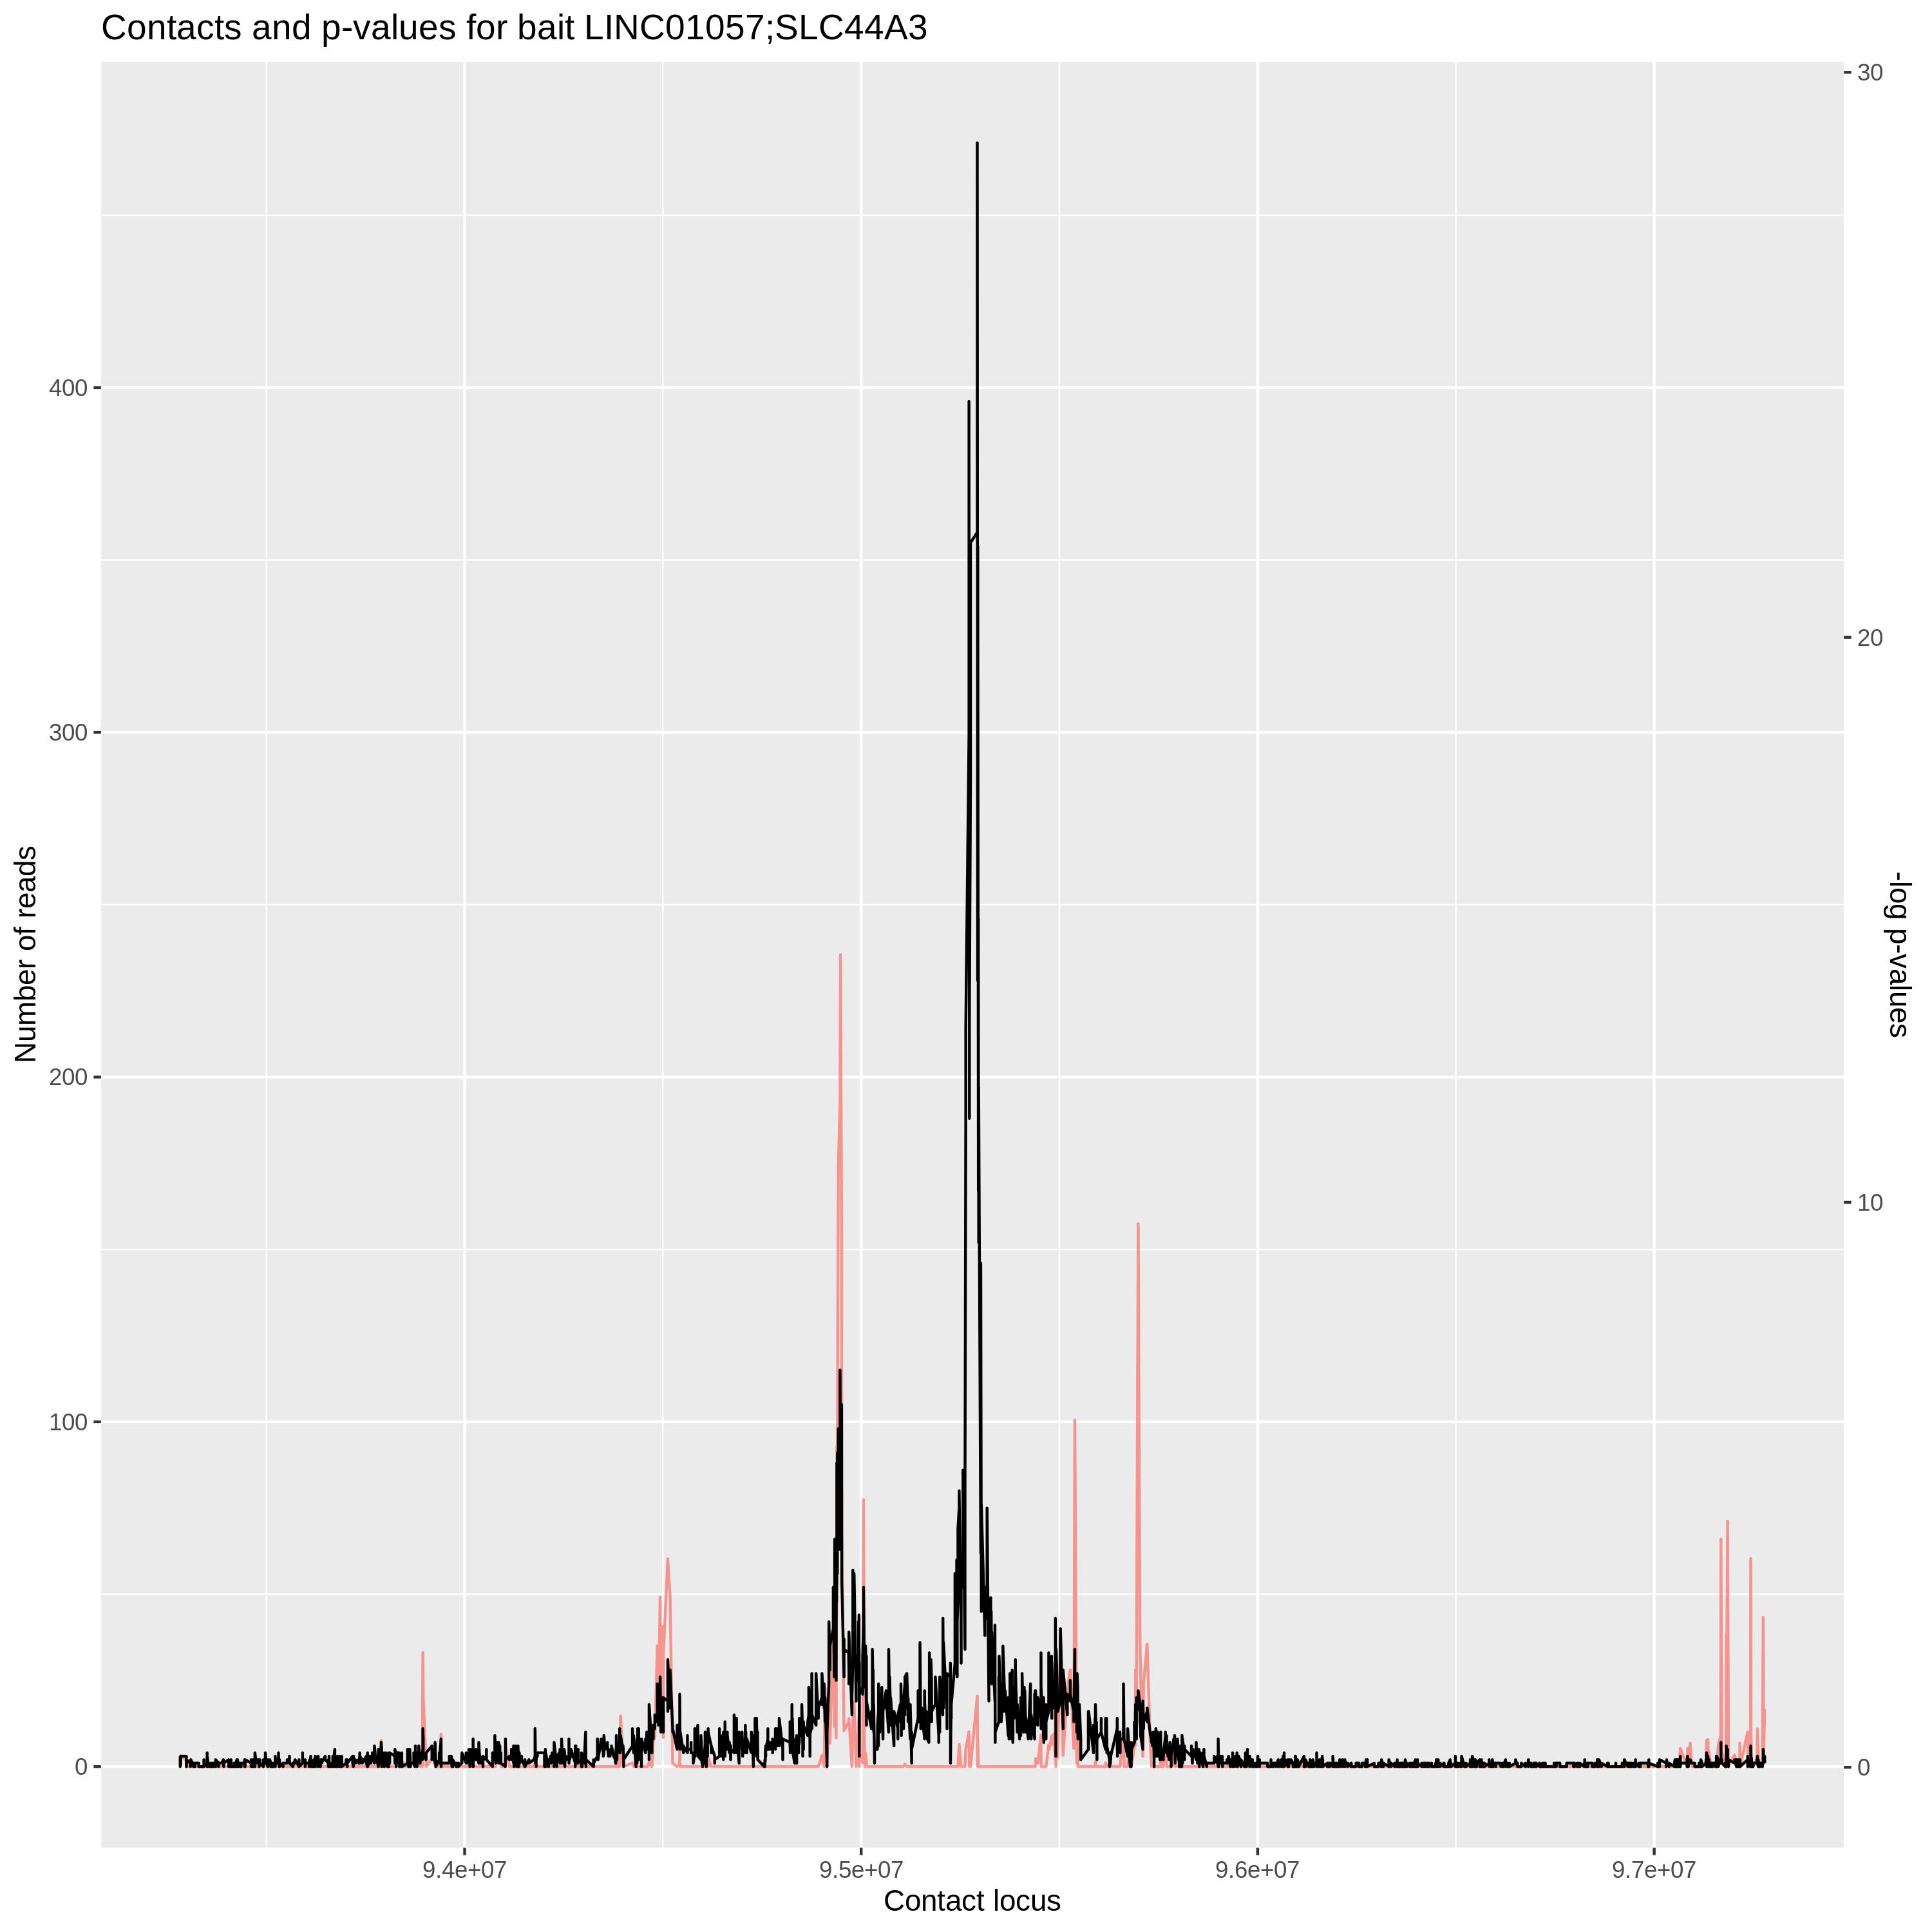 Contacts and p-values for bait LINC01057;SLC44A3
30
400
20
300
Number of reads
-log p-values
200
10
100
0
0
9.4e+07
9.5e+07
9.6e+07
9.7e+07
Contact locus